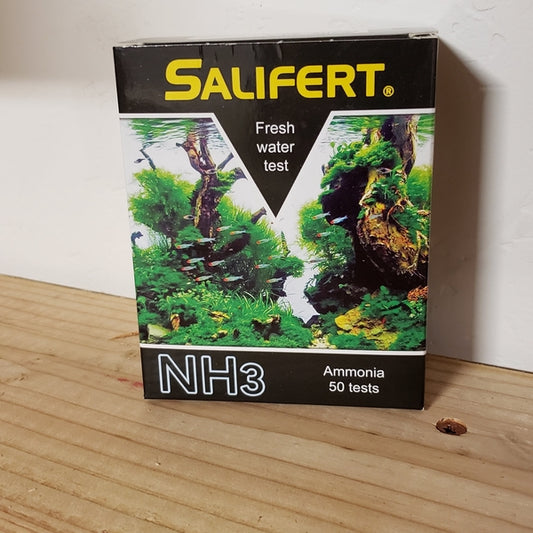 SALIFERT®
Fresh
water
test
NH3
Ammonia
50 tests